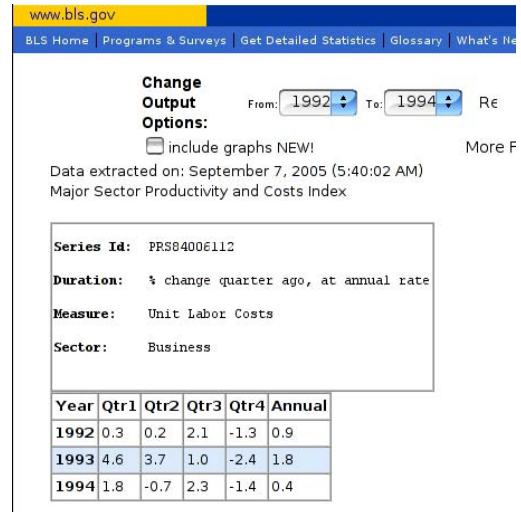 www.bls.gov
BLS Home | Programs & Surveys | Get Detailed Statistics | Glossary | What's Ne
Change
Output
Options:
From: 1992 To: 1994 Re
include graphs NEW! More F
Data extracted on: September 7, 2005 (5:40:02 AM)
Major Sector Productivity and Costs Index
Series Id: PRS84006112
Duration: % change quarter ago, at annual rate
Measure: Unit Labor Costs
Sector: Business
Year Qtr1 Qtr2 Qtr3 Qtr4 Annual
1992 0.3 0.2 2.1 -1.3 0.9
1993 4.6 3.7 1.0 -2.4 1.8
1994 1.8 -0.7 2.3 -1.4 0.4